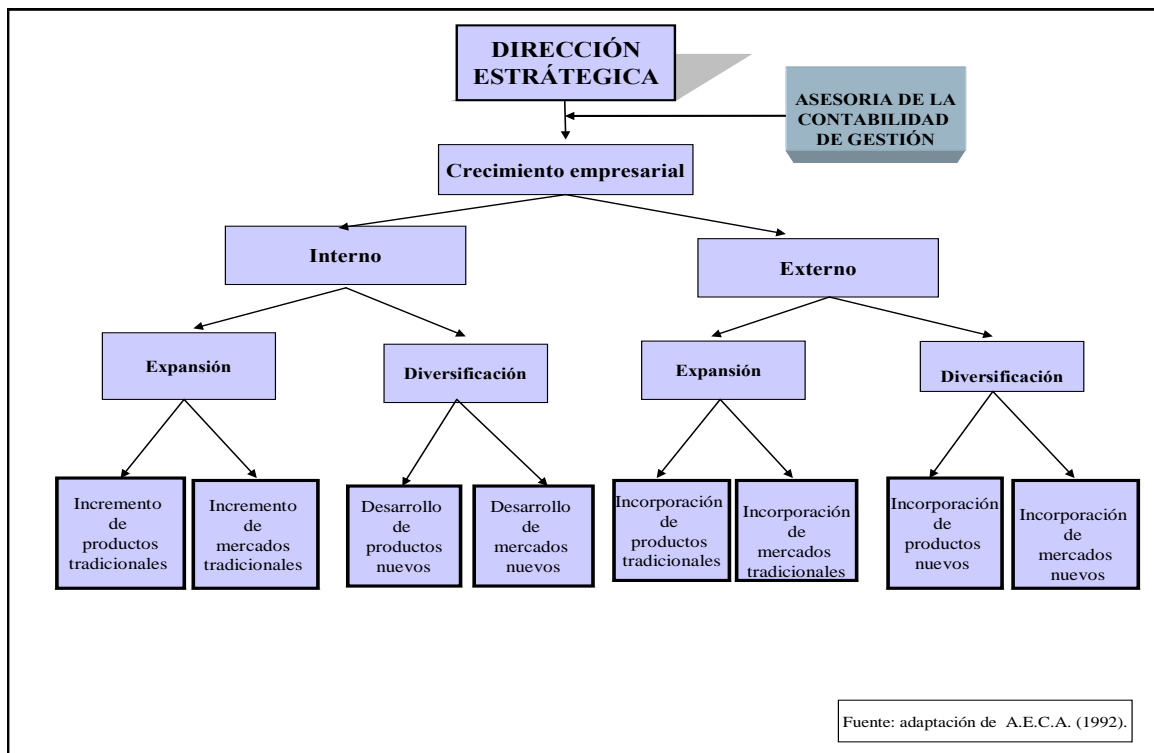 DIRECCIÓN
ESTRÁTEGICA
ASESORIA DE LA
CONTABILIDAD
DE GESTIÓN
Crecimiento empresarial
Interno
Externo
Expansión
Diversificación
Expansión
Diversificación
Incremento
de
productos
tradicionales
Incremento
de
mercados
tradicionales
Desarrollo
de
productos
nuevos
Desarrollo
de
mercados
nuevos
Incorporación
de
productos
tradicionales
Incorporación
de
mercados
tradicionales
Incorporación
de
productos
nuevos
Incorporación
de
mercados
nuevos
Fuente: adaptación de A.E.C.A. (1992).